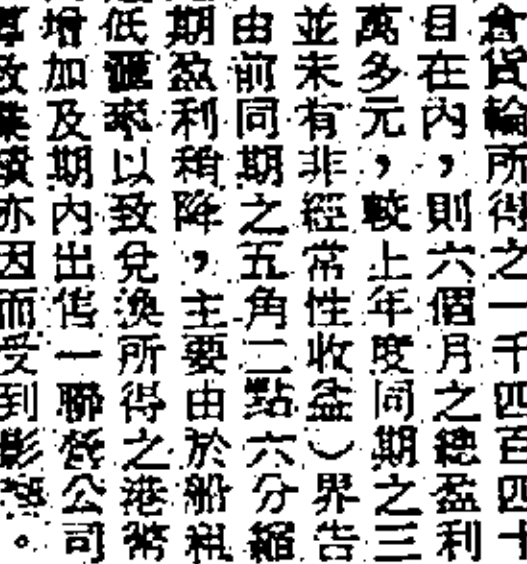 倉貨輪所得之一千四百四十
目在內，則六個月之總盈利
萬多元，較上年度同期之三
並未有非經常性收益）界告
由前同期之五角二點六分縮
期盈利稍降，主要由於船租
低匯率以致兌換所得之港幣
增加及期內出售一聯營公司
致業績亦因而受到影響。